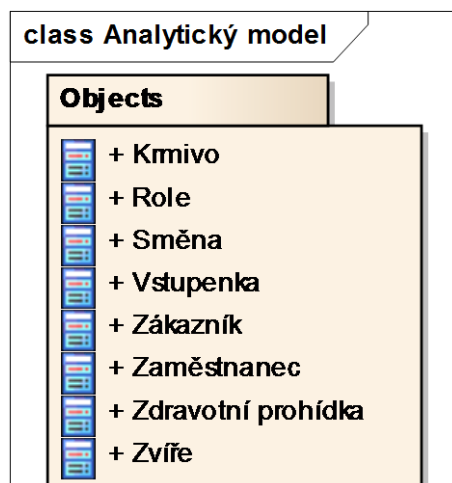 class Analytický model
Objects
+ Krmivo
+ Role
+ Směna
+ Vstupenka
+ Zákazník
+ Zaměstnanec
+ Zdravotní prohídka
+ Zvíře